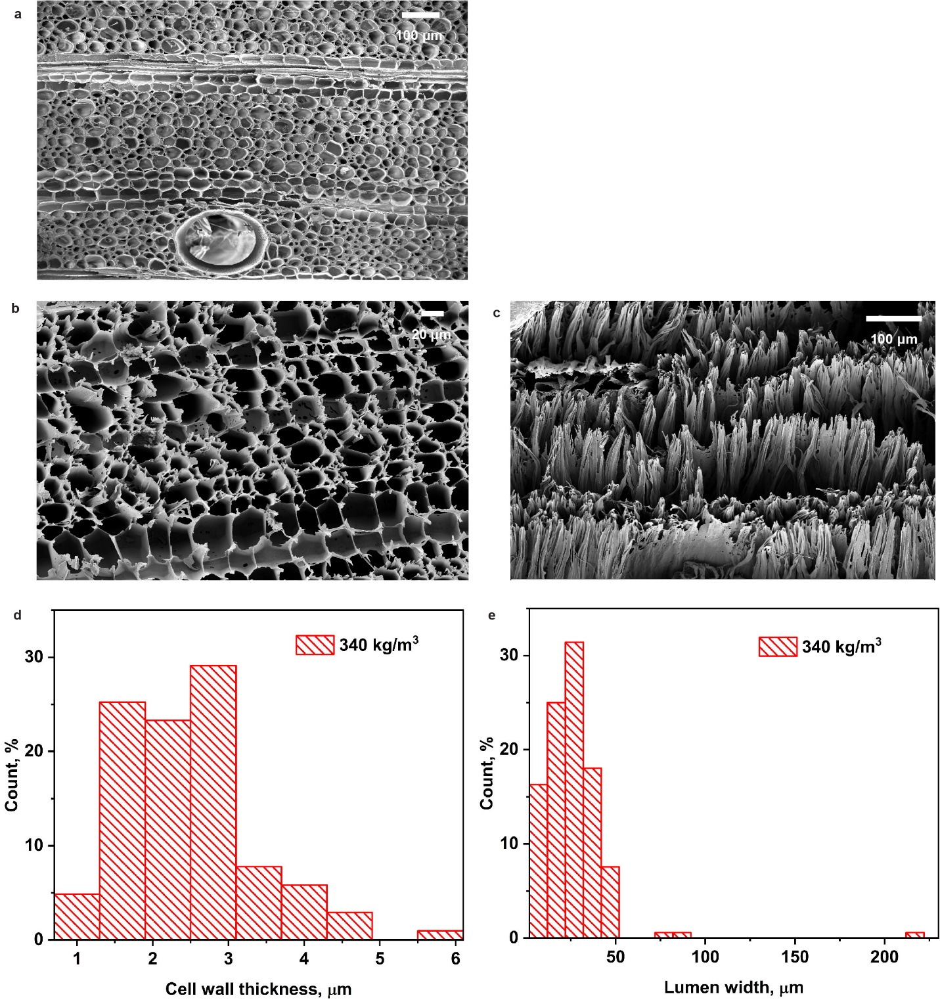 a
100 µm
b
20 µm
c
100 µm
d
340 kg/m³
30
20
10
0
Count, %
1 2 3 4 5 6
Cell wall thickness, µm
e
340 kg/m³
30
20
10
0
Count, %
50 100 150 200
Lumen width, µm